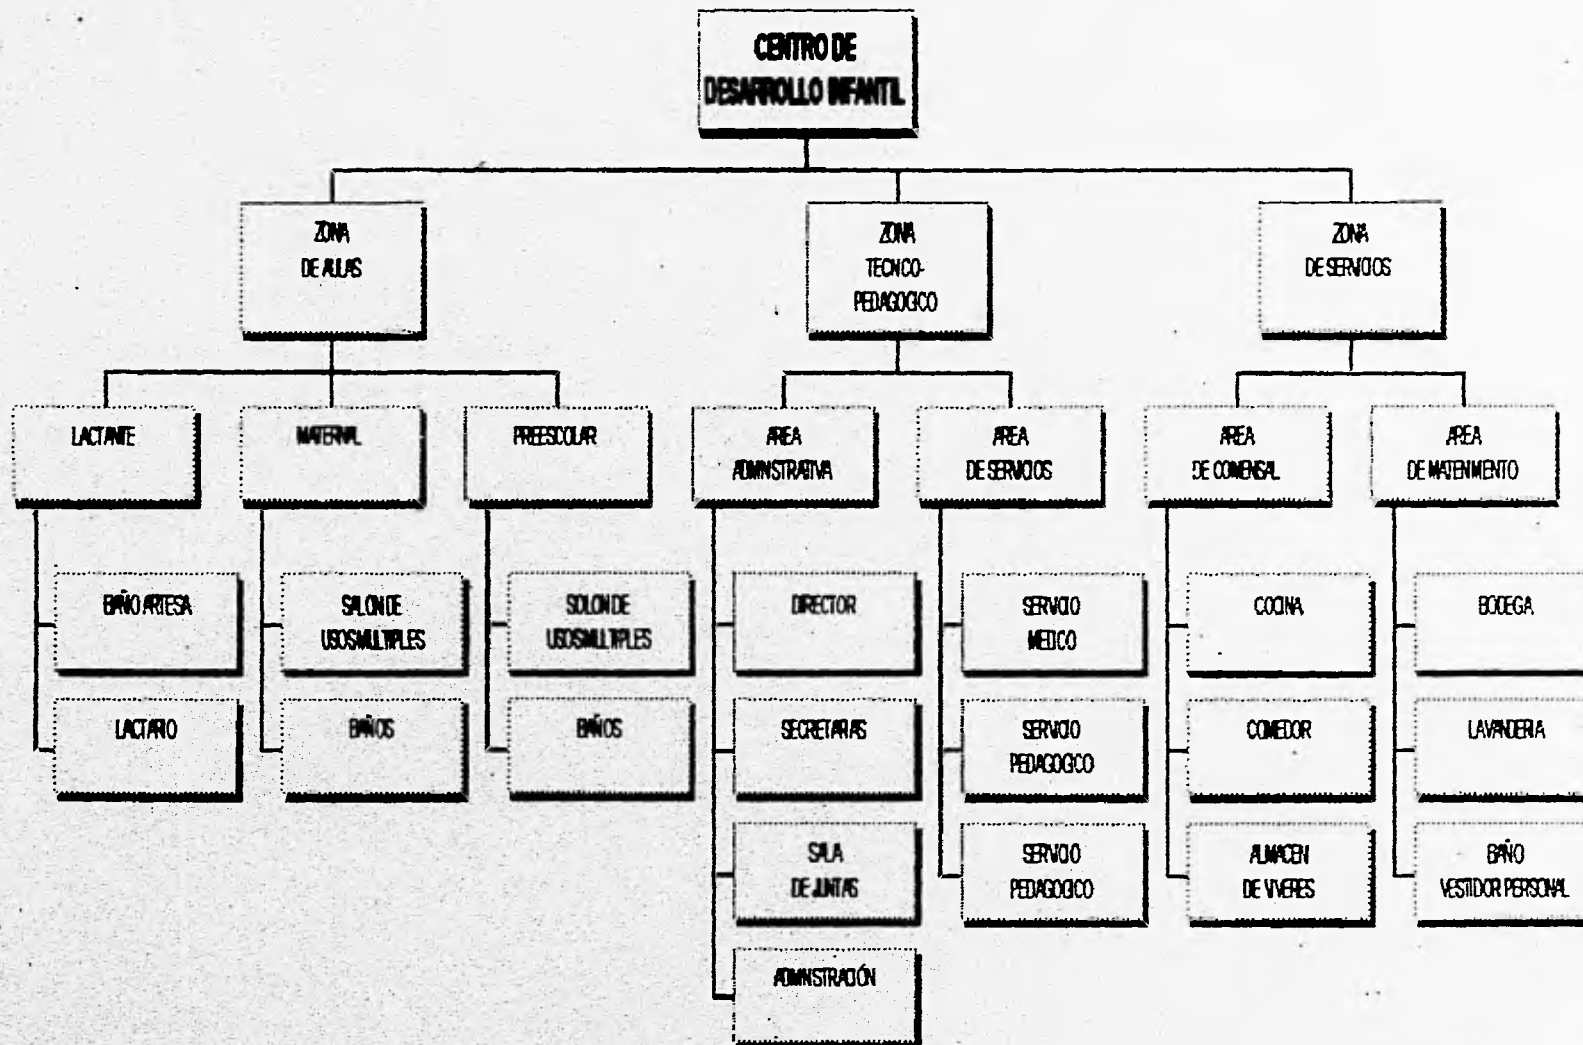 CENTRO DE
DESARROLLO INFANTIL
ZONA
DE AULAS
ZONA
TECNICO-
PEDAGOGICO
ZONA
DE SERVICIOS
LACTANTE
MATERNAL
PREESCOLAR
AREA
ADMINISTRATIVA
AREA
DE SERVICIOS
AREA
DE COMENSAL
AREA
DE MATENIMIENTO
BAÑO ARTESA
SALON DE
USOS MULTIPLES
SOLON DE
USOS MULTIPLES
DIRECTOR
SERVICIO
MEDICO
COCINA
BODEGA
LACTARIO
BAÑOS
BAÑOS
SECRETARIAS
SERVICIO
PEDAGOGICO
COMEDOR
LAVANDERIA
SALA
DE JUNTAS
SERVICIO
PEDAGOGICO
ALMACEN
DE VIVERES
BAÑO
VESTIDOR PERSONAL
ADMINISTRACIÓN